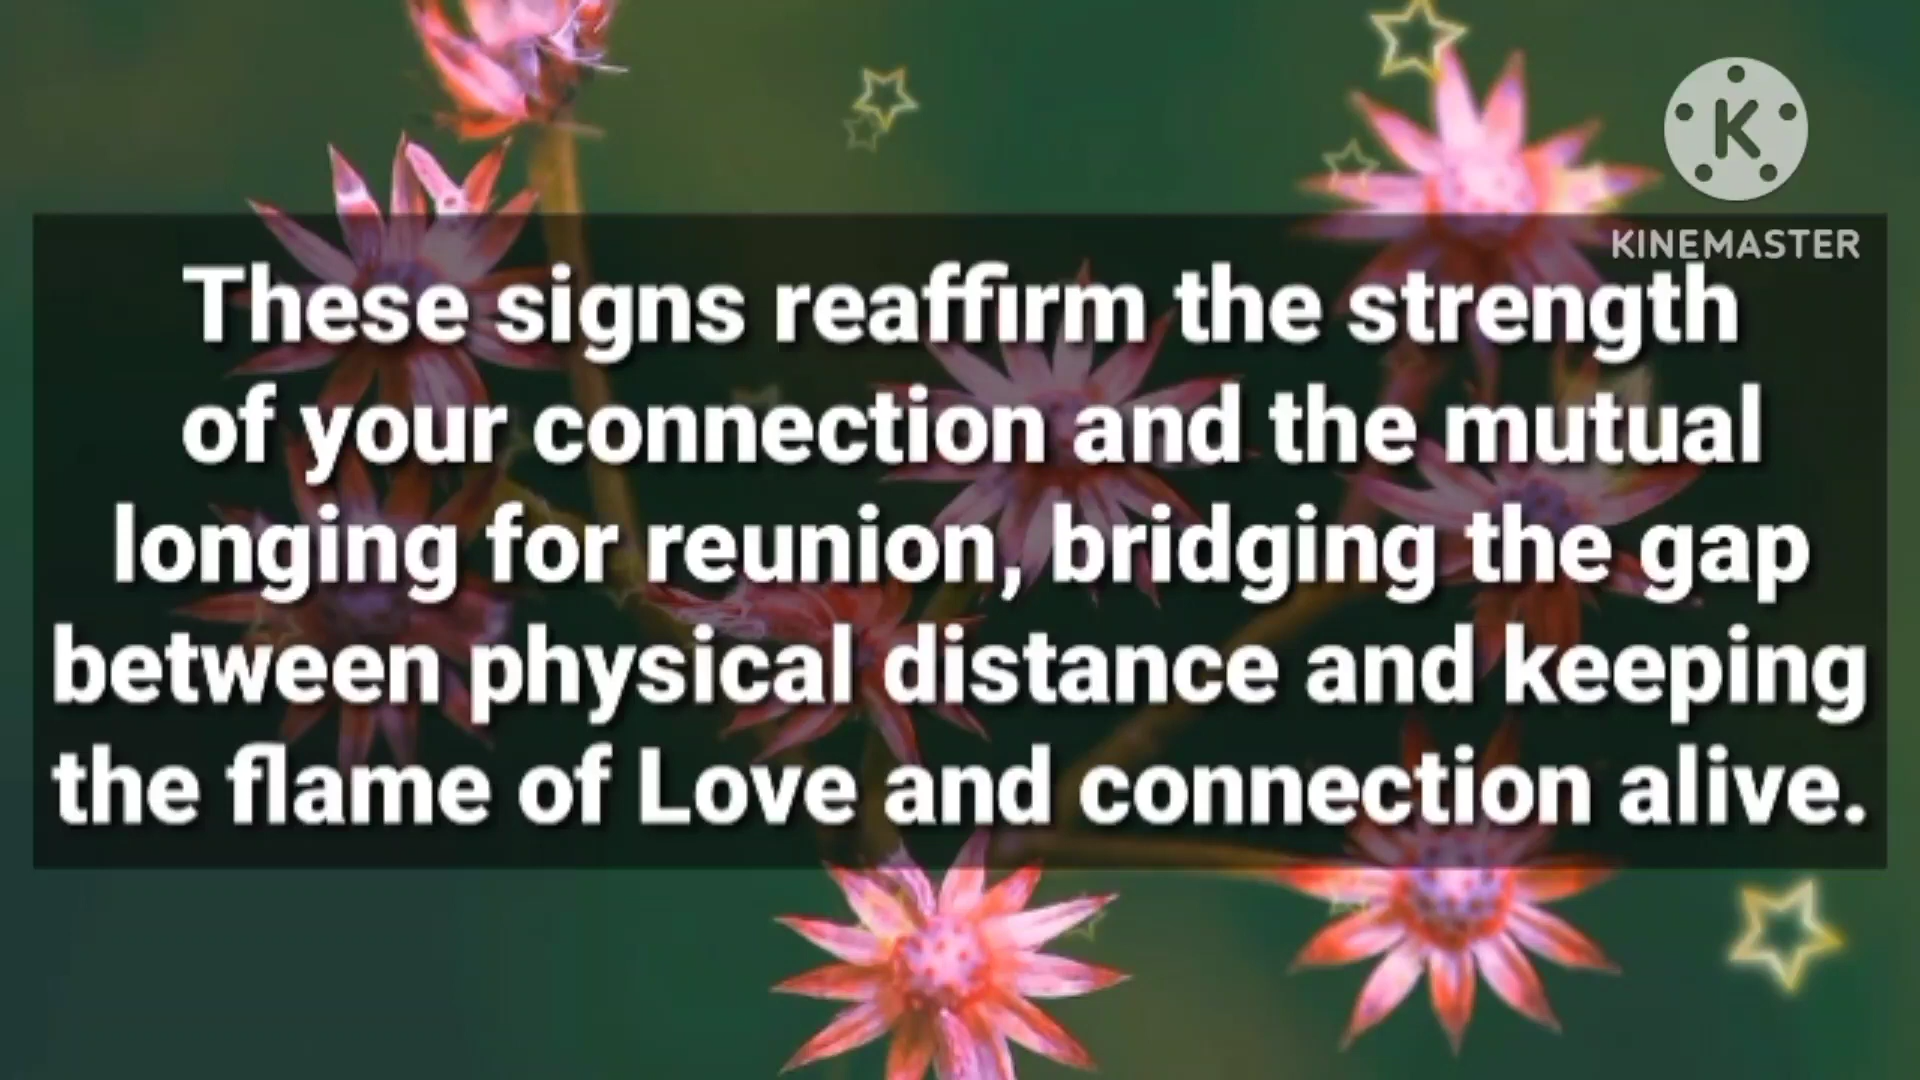 K
KINEMASTER
These signs reaffirm the strength
of your connection and the mutual
longing for reunion, bridging the gap
between physical distance and keeping
the flame of Love and connection alive.